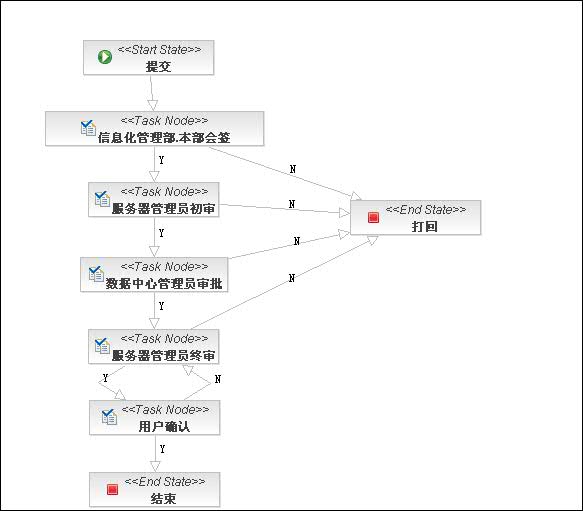 <<Start State>>
提交
<<Task Node>>
信息化管理部.本部会签
Y
N
<<Task Node>>
服务器管理员初审
N
<<End State>>
打回
Y
N
<<Task Node>>
数据中心管理员审批
N
Y
<<Task Node>>
服务器管理员终审
Y
N
<<Task Node>>
用户确认
Y
<<End State>>
结束